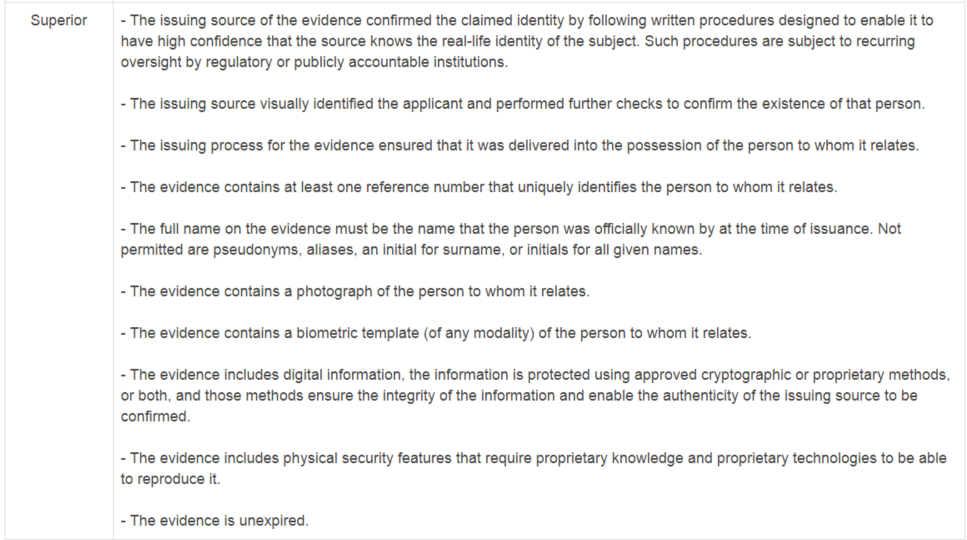 Superior
- The issuing source of the evidence confirmed the claimed identity by following written procedures designed to enable it to
have high confidence that the source knows the real-life identity of the subject. Such procedures are subject to recurring
oversight by regulatory or publicly accountable institutions.
- The issuing source visually identified the applicant and performed further checks to confirm the existence of that person.
- The issuing process for the evidence ensured that it was delivered into the possession of the person to whom it relates.
- The evidence contains at least one reference number that uniquely identifies the person to whom it relates.
- The full name on the evidence must be the name that the person was officially known by at the time of issuance. Not
permitted are pseudonyms, aliases, an initial for surname, or initials for all given names.
- The evidence contains a photograph of the person to whom it relates.
- The evidence contains a biometric template (of any modality) of the person to whom it relates.
- The evidence includes digital information, the information is protected using approved cryptographic or proprietary methods,
or both, and those methods ensure the integrity of the information and enable the authenticity of the issuing source to be
confirmed.
- The evidence includes physical security features that require proprietary knowledge and proprietary technologies to be able
to reproduce it.
- The evidence is unexpired.